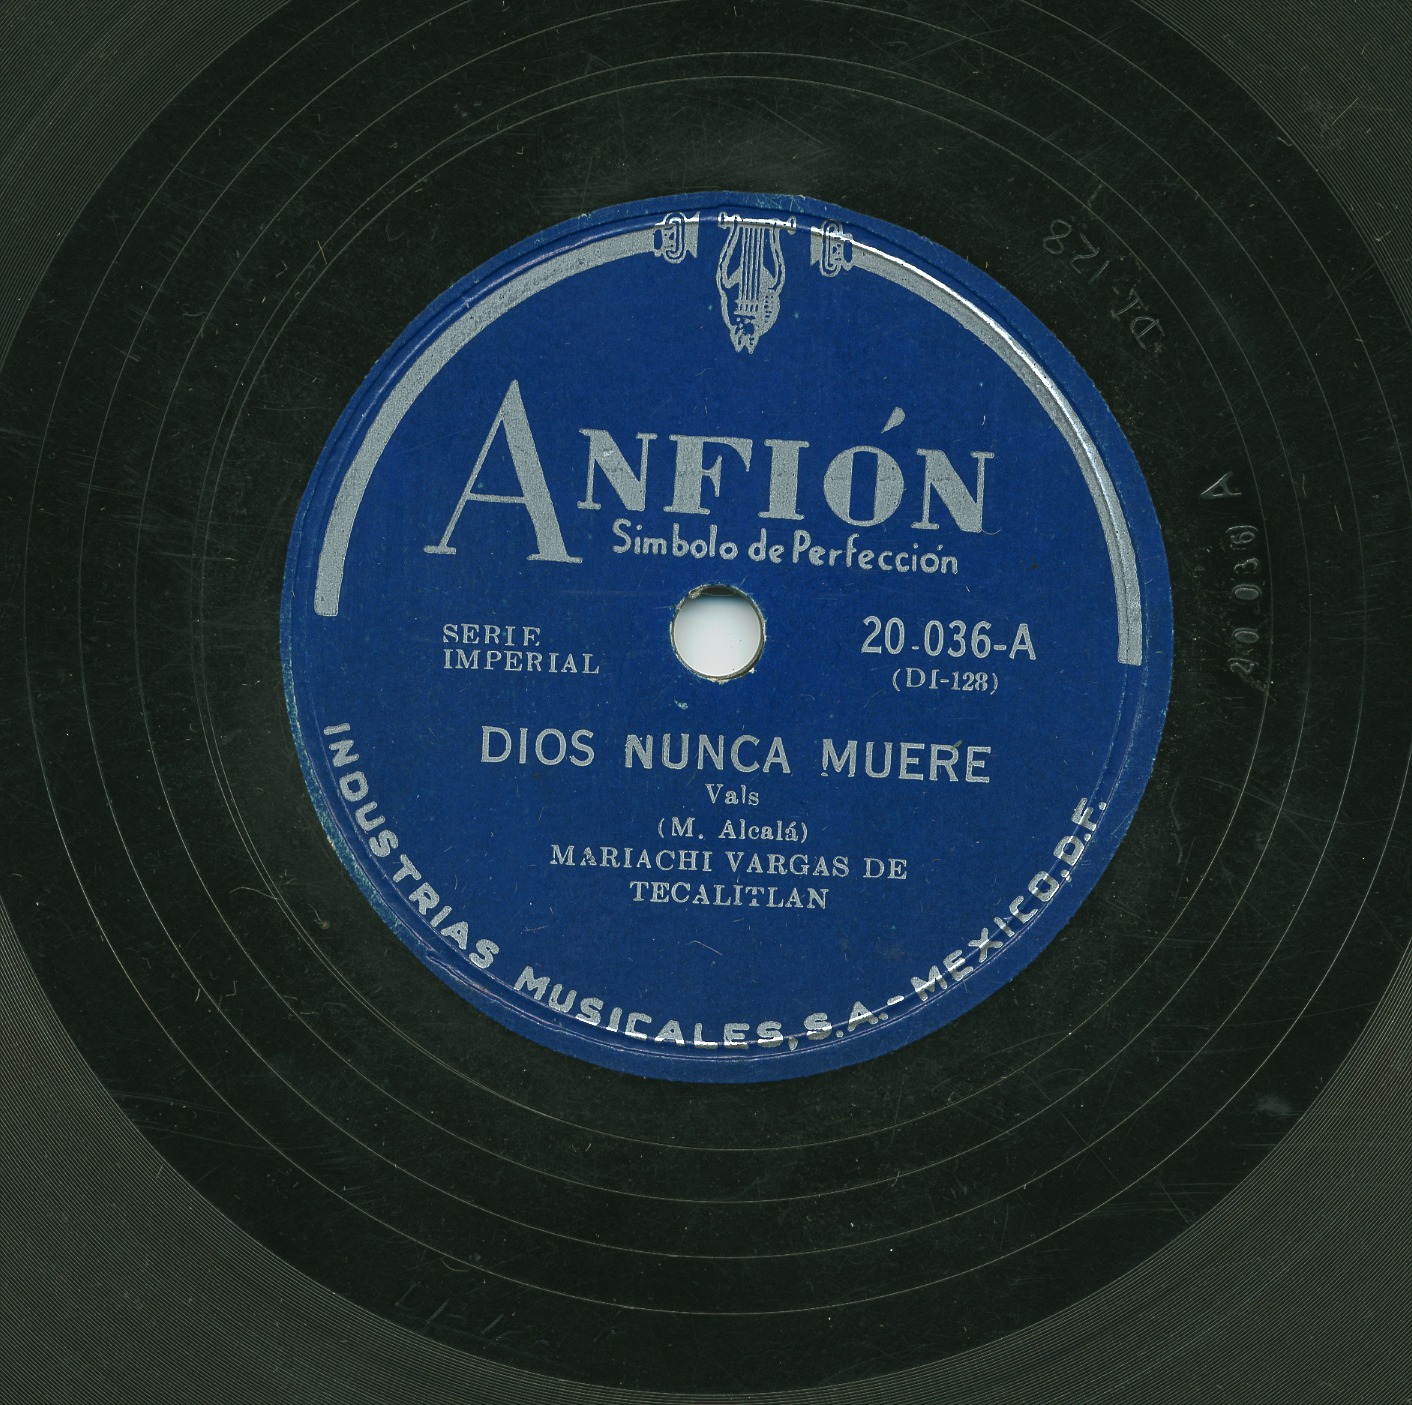 ANFIÓN
Símbolo de Perfección
SERIE
IMPERIAL
20.036-A
(DI-128)
DIOS NUNCA MUERE
Vals
(M. Alcalá)
MARIACHI VARGAS DE
TECALITLAN
INDUSTRIAS MUSICALES, S.A.-MEXICO, D.F.
DI-128
20 036 A